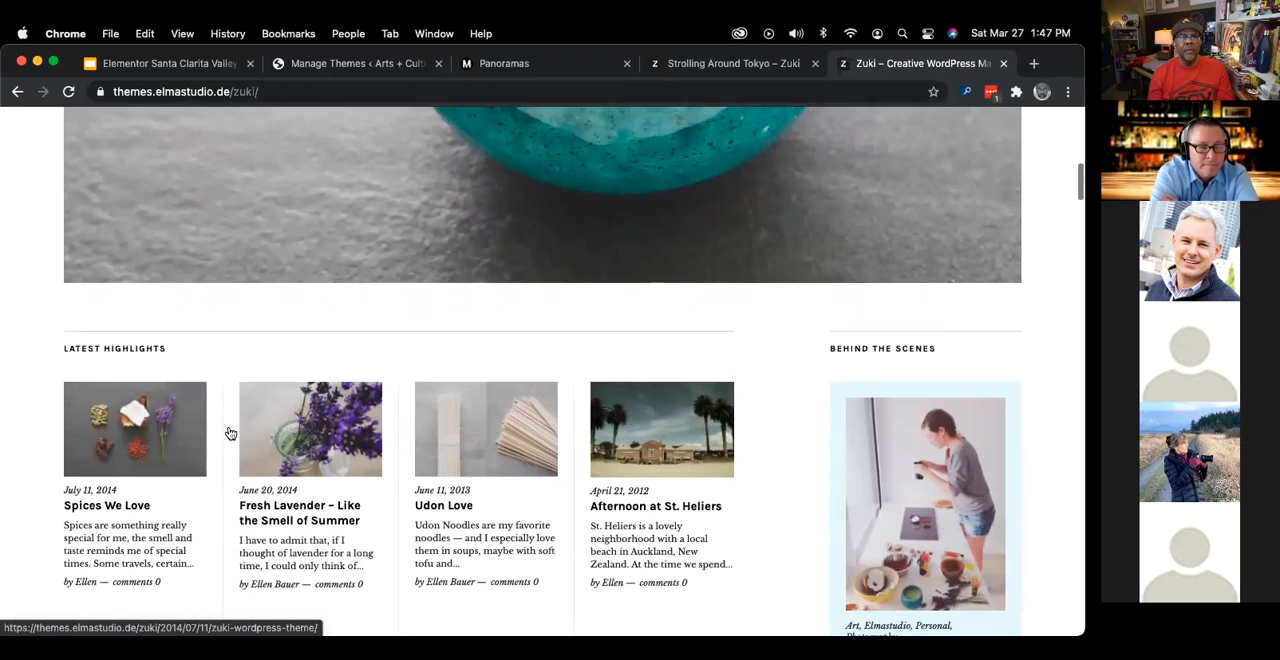 Chrome File Edit View History Bookmarks People Tab Window Help Sat Mar 27 1:47 PM
Elementor Santa Clarita Valley Manage Themes ‹ Arts + Cult Panoramas Strolling Around Tokyo – Zuki Zuki – Creative WordPress Ma
themes.elmastudio.de/zuki/
LATEST HIGHLIGHTS
BEHIND THE SCENES
July 11, 2014
Spices We Love
Spices are something really
special for me, the smell and
taste reminds me of special
times. Some travels, certain...
by Ellen — comments 0
June 20, 2014
Fresh Lavender – Like
the Smell of Summer
I have to admit that, if I
thought of lavender for a long
time, I could only think of...
by Ellen Bauer — comments 0
June 11, 2013
Udon Love
Udon Noodles are my favorite
noodles — and I especially love
them in soups, maybe with soft
tofu and...
by Ellen Bauer — comments 0
April 21, 2012
Afternoon at St. Heliers
St. Heliers is a lovely
neighborhood with a local
beach in Auckland, New
Zealand. At the time we spend...
by Ellen — comments 0
Art, Elmastudio, Personal,
https://themes.elmastudio.de/zuki/2014/07/11/zuki-wordpress-theme/